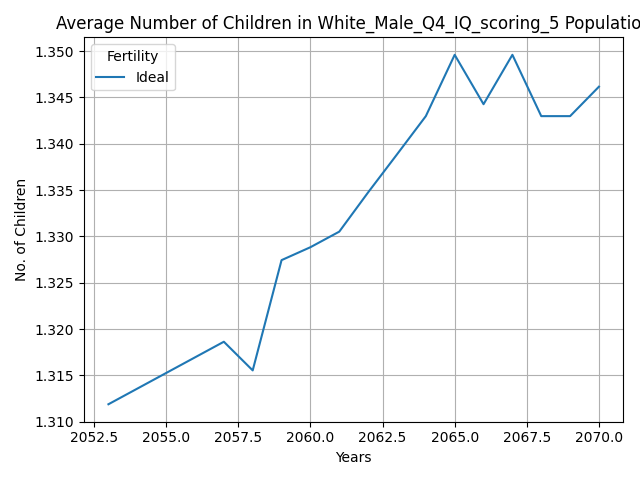 Average Number of Children in White_Male_Q4_IQ_scoring_5 Populatio
Fertility
Ideal
1.350
1.345
1.340
1.335
1.330
1.325
1.320
1.315
1.310
No. of Children
2052.5 2055.0 2057.5 2060.0 2062.5 2065.0 2067.5 2070.0
Years